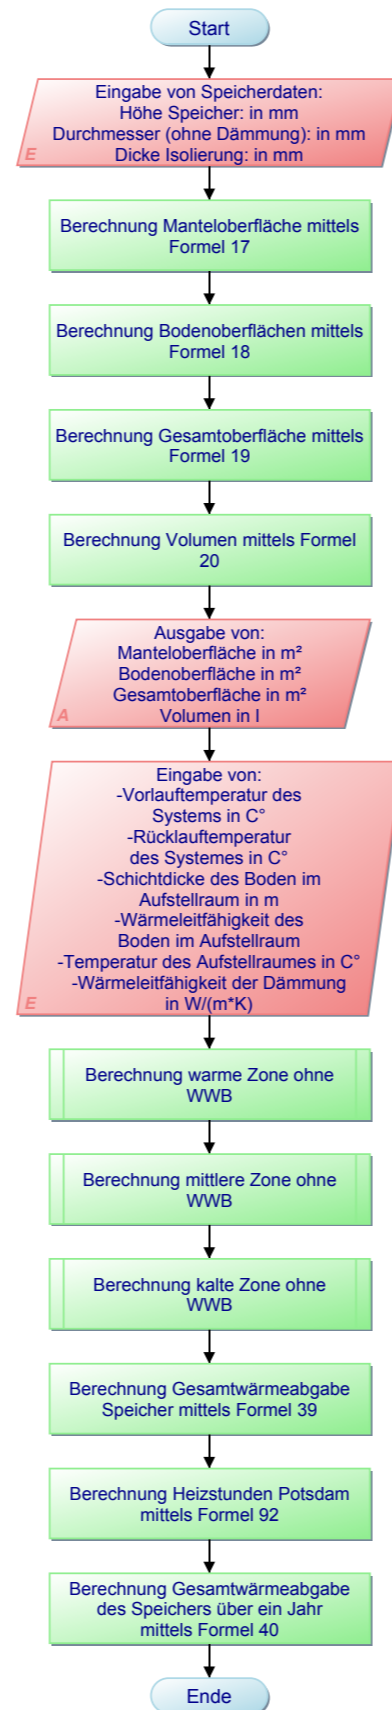 Start
Eingabe von Speicherdaten:
Höhe Speicher: in mm
Durchmesser (ohne Dämmung): in mm
Dicke Isolierung: in mm
E
Berechnung Manteloberfläche mittels
Formel 17
Berechnung Bodenoberflächen mittels
Formel 18
Berechnung Gesamtoberfläche mittels
Formel 19
Berechnung Volumen mittels Formel
20
Ausgabe von:
Manteloberfläche in m²
Bodenoberfläche in m²
Gesamtoberfläche in m²
Volumen in l
A
Eingabe von:
-Vorlauftemperatur des
Systems in C°
-Rücklauftemperatur
des Systemes in C°
-Schichtdicke des Boden im
Aufstellraum in m
-Wärmeleitfähigkeit des
Boden im Aufstellraum
-Temperatur des Aufstellraumes in C°
-Wärmeleitfähigkeit der Dämmung
in W/(m*K)
E
Berechnung warme Zone ohne
WWB
Berechnung mittlere Zone ohne
WWB
Berechnung kalte Zone ohne
WWB
Berechnung Gesamtwärmeabgabe
Speicher mittels Formel 39
Berechnung Heizstunden Potsdam
mittels Formel 92
Berechnung Gesamtwärmeabgabe
des Speichers über ein Jahr
mittels Formel 40
Ende